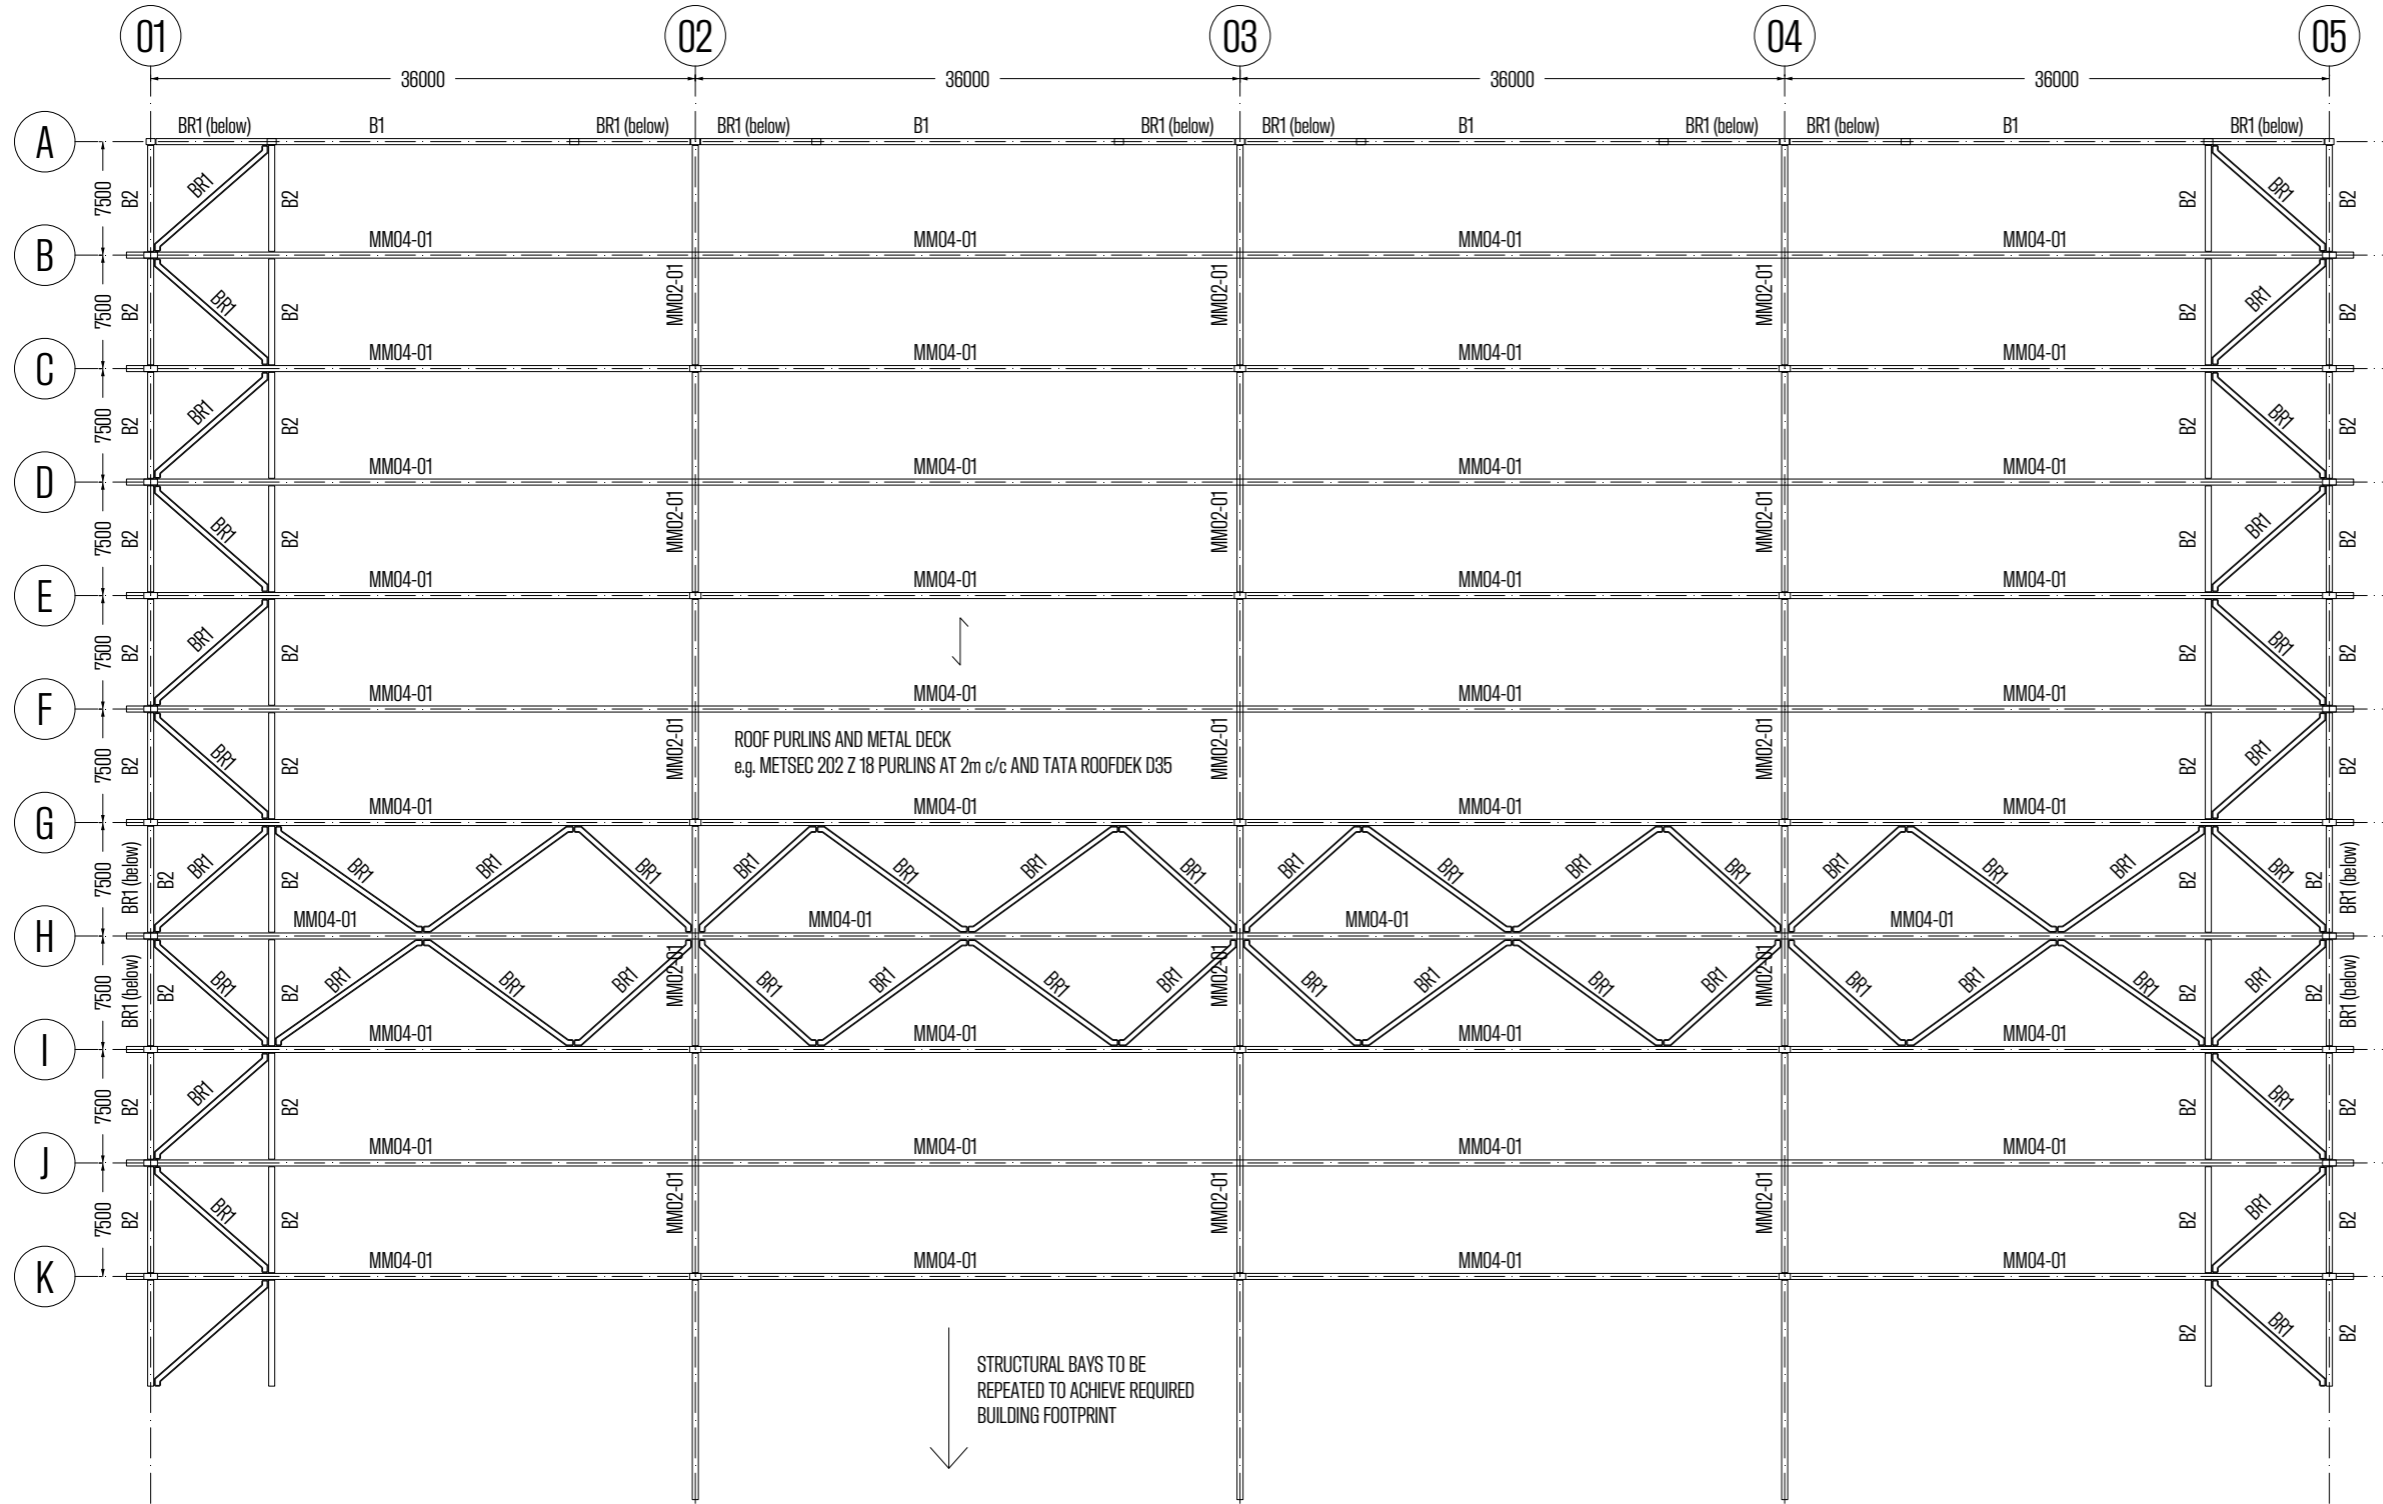 01 02 03 04 05
36000 36000 36000 36000
BR1 (below) B1 BR1 (below) BR1 (below) B1 BR1 (below) BR1 (below) B1 BR1 (below) BR1 (below) B1 BR1 (below)
A
7500 B2 BR1 B2 B2 BR1 B2
MM04-01 MM04-01 MM04-01 MM04-01
B
7500 B2 BR1 B2 MM02-01 MM02-01 MM02-01 B2 BR1 B2
MM04-01 MM04-01 MM04-01 MM04-01
C
7500 B2 BR1 B2 B2 BR1 B2
MM04-01 MM04-01 MM04-01 MM04-01
D
7500 B2 BR1 B2 MM02-01 MM02-01 MM02-01 B2 BR1 B2
MM04-01 MM04-01 MM04-01 MM04-01
E
7500 B2 BR1 B2 B2 BR1 B2
MM04-01 MM04-01 MM04-01 MM04-01
F
7500 B2 BR1 B2 MM02-01 MM02-01 MM02-01 B2 BR1 B2
ROOF PURLINS AND METAL DECK
e.g. METSEC 202 Z 18 PURLINS AT 2m c/c AND TATA ROOFDEK D35
MM04-01 MM04-01 MM04-01 MM04-01
G
7500 BR1 (below) B2 BR1 B2 BR1 BR1 BR1 BR1 BR1 BR1 BR1 BR1 BR1 BR1 BR1 BR1 BR1 BR1 B2 BR1 B2 BR1 (below)
MM04-01 MM04-01 MM04-01 MM04-01
H
7500 BR1 (below) B2 BR1 B2 BR1 BR1 BR1 MM02-01 BR1 BR1 BR1 BR1 MM02-01 BR1 BR1 BR1 BR1 MM02-01 BR1 BR1 BR1 B2 BR1 B2 BR1 (below)
MM04-01 MM04-01 MM04-01 MM04-01
I
7500 B2 BR1 B2 B2 BR1 B2
MM04-01 MM04-01 MM04-01 MM04-01
J
7500 B2 BR1 B2 MM02-01 MM02-01 MM02-01 B2 BR1 B2
MM04-01 MM04-01 MM04-01 MM04-01
K
B2 BR1 B2
STRUCTURAL BAYS TO BE
REPEATED TO ACHIEVE REQUIRED
BUILDING FOOTPRINT